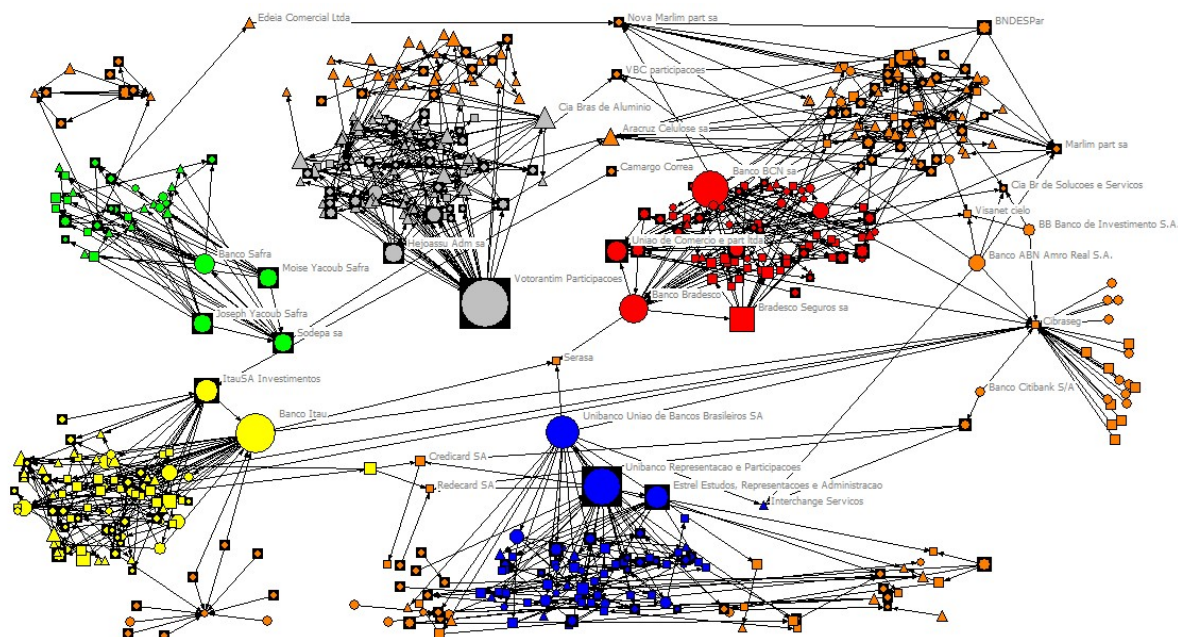 Edeia Comercial Ltda
Nova Marlim part sa
BNDESPar
VBC participacoes
Cia Bras de Aluminio
Aracruz Celulose sa
Marlim part sa
Camargo Correa
Banco BCN sa
Cia Br de Solucoes e Servicos
Visanet cielo
BB Banco de Investimento S.A.
Uniao de Comercio e part ltda
Hejoassu Adm sa
Banco Safra
Banco ABN Amro Real S.A.
Moise Yacoub Safra
Votorantim Participacoes
Banco Bradesco
Bradesco Seguros sa
Joseph Yacoub Safra
Cibraseg
Sodepa sa
Serasa
ItauSA Investimentos
Banco Citibank S/A
Banco Itau
Unibanco Uniao de Bancos Brasileiros SA
Credicard SA
Unibanco Representacao e Participacoes
Redecard SA
Estrel Estudos, Representacoes e Administracao
Interchange Servicos